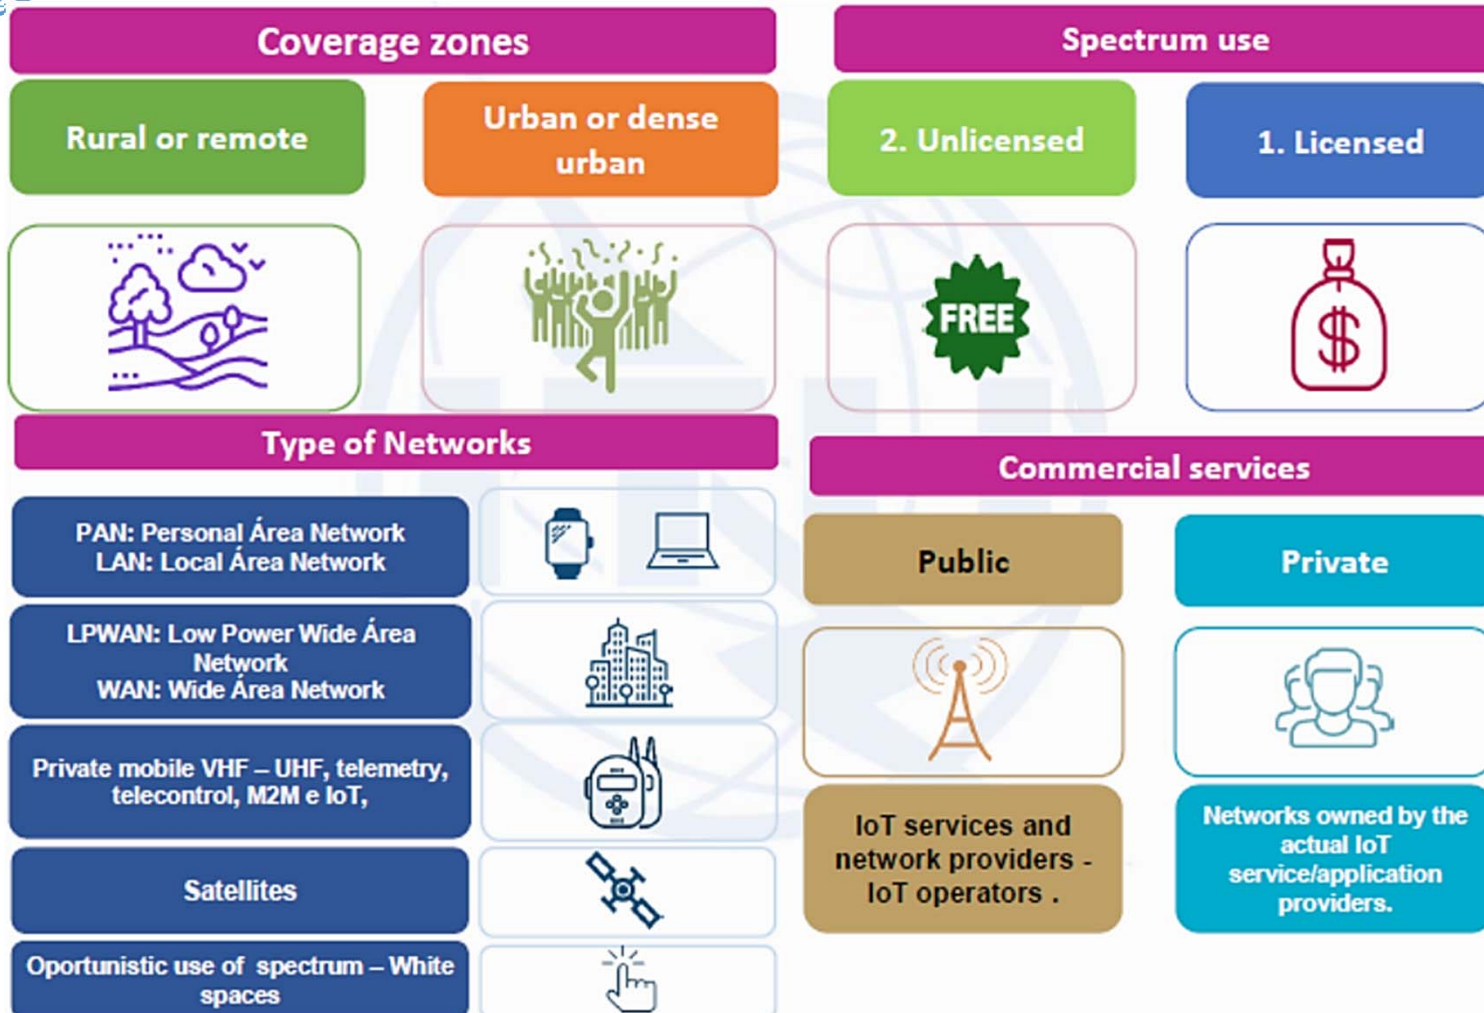 Coverage zones
Rural or remote
Urban or dense
urban
Spectrum use
2. Unlicensed
1. Licensed
FREE
$
Type of Networks
PAN: Personal Área Network
LAN: Local Área Network
LPWAN: Low Power Wide Área
Network
WAN: Wide Área Network
Private mobile VHF – UHF, telemetry,
telecontrol, M2M e IoT,
Satellites
Oportunistic use of spectrum – White
spaces
Commercial services
Public
Private
IoT services and
network providers -
IoT operators .
Networks owned by the
actual IoT
service/application
providers.